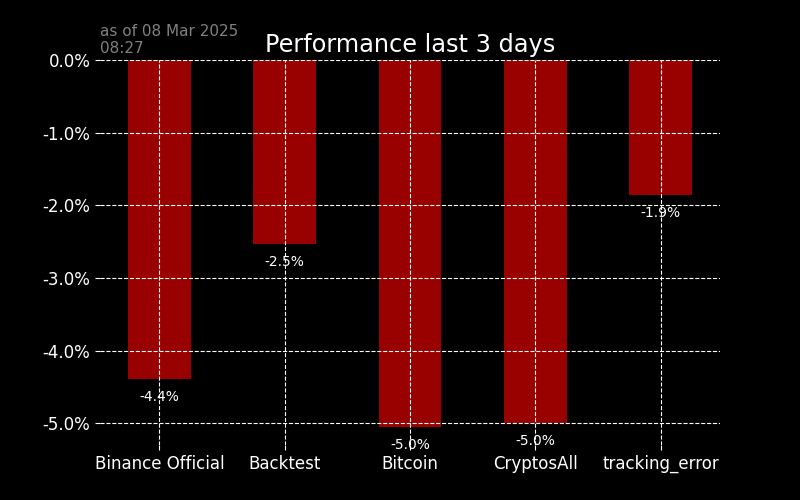 as of 08 Mar 2025
08:27
Performance last 3 days
0.0%
-1.0%
-2.0%
-3.0%
-4.0%
-5.0%
-4.4%
-2.5%
-5.0%
-5.0%
-1.9%
Binance Official
Backtest
Bitcoin
CryptosAll
tracking_error